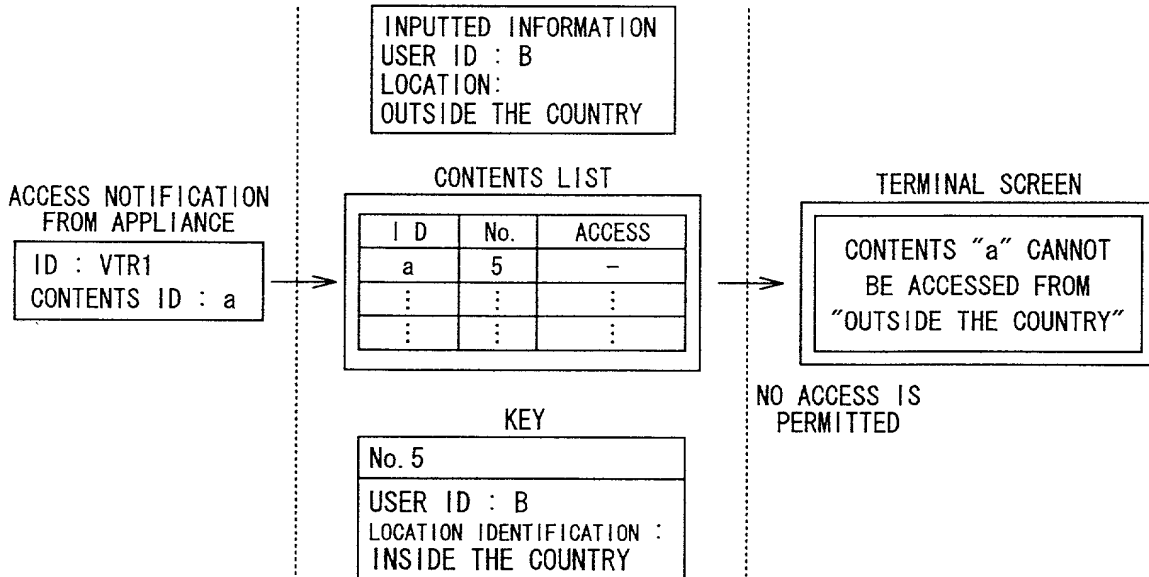 INPUTTED INFORMATION
USER ID : B
LOCATION:
OUTSIDE THE COUNTRY
ACCESS NOTIFICATION
FROM APPLIANCE
ID : VTR1
CONTENTS ID : a
CONTENTS LIST
ID No. ACCESS
a 5 –
⋮ ⋮ ⋮
⋮ ⋮ ⋮
KEY
No. 5
USER ID : B
LOCATION IDENTIFICATION :
INSIDE THE COUNTRY
TERMINAL SCREEN
CONTENTS "a" CANNOT
BE ACCESSED FROM
"OUTSIDE THE COUNTRY"
NO ACCESS IS
PERMITTED